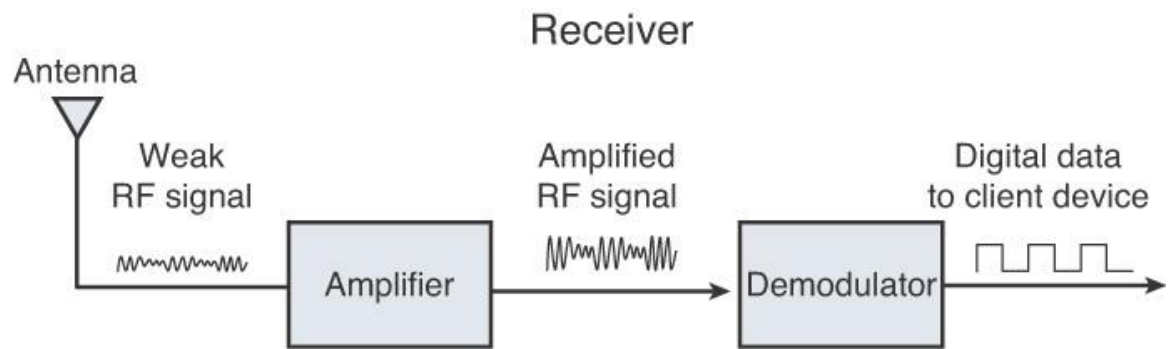 Receiver
Antenna
Weak
RF signal
Amplified
RF signal
Digital data
to client device
Amplifier
Demodulator